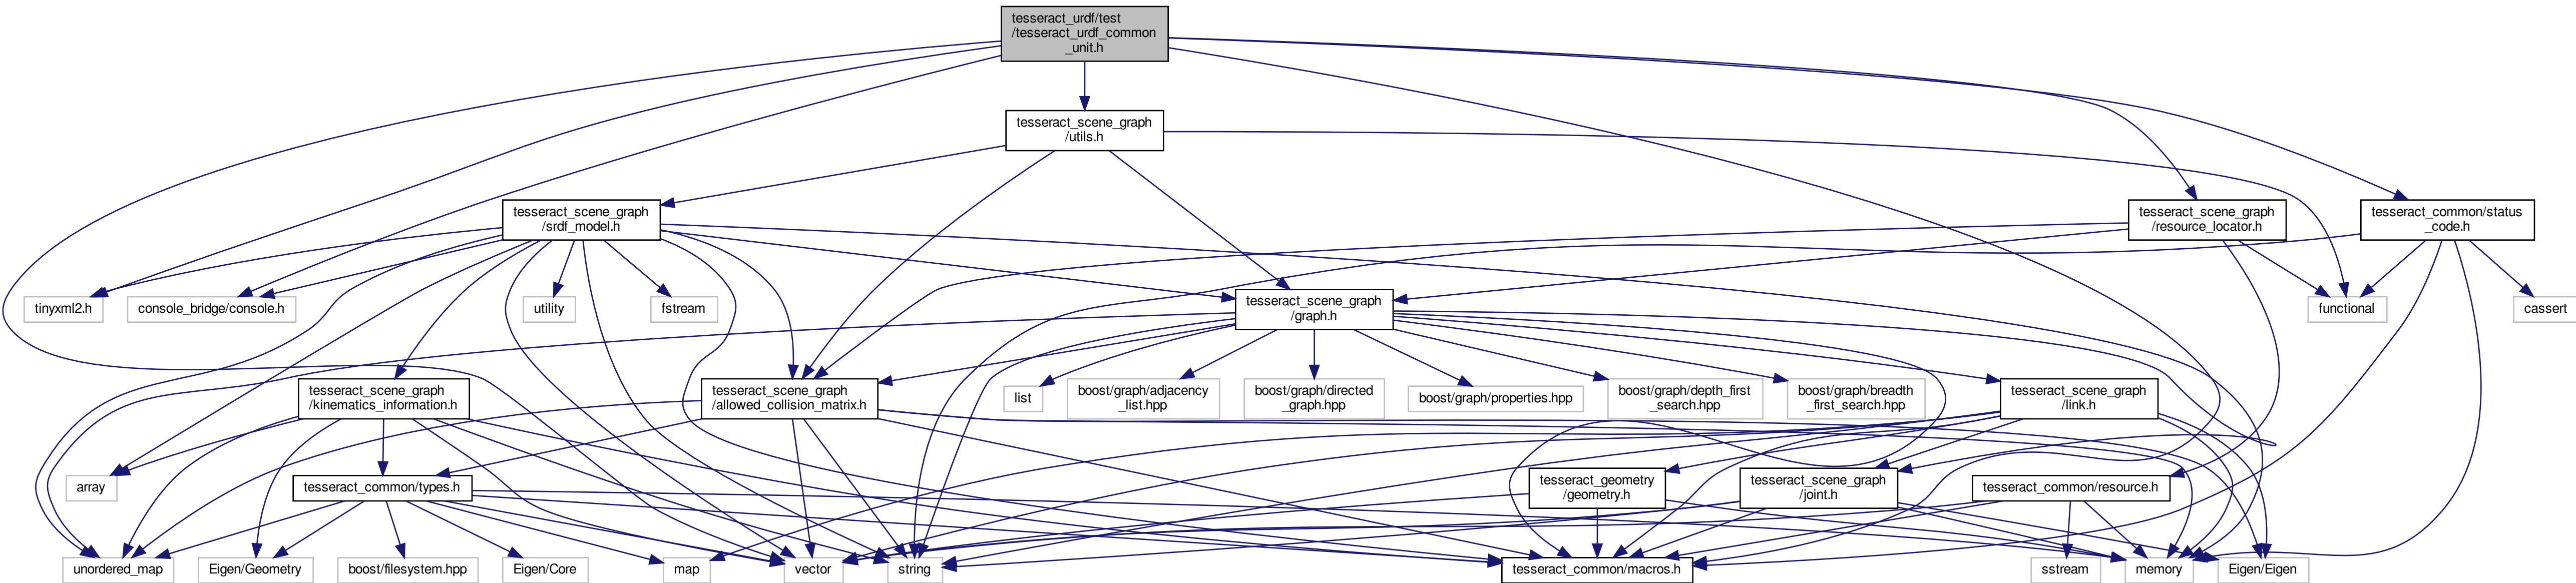 tesseract_urdf/test
/tesseract_urdf_common
_unit.h
tesseract_scene_graph
/utils.h
tesseract_scene_graph
/srdf_model.h
tesseract_scene_graph
/resource_locator.h
tesseract_common/status
_code.h
tinyxml2.h
console_bridge/console.h
utility
fstream
tesseract_scene_graph
/graph.h
functional
cassert
tesseract_scene_graph
/kinematics_information.h
tesseract_scene_graph
/allowed_collision_matrix.h
list
boost/graph/adjacency
_list.hpp
boost/graph/directed
_graph.hpp
boost/graph/properties.hpp
boost/graph/depth_first
_search.hpp
boost/graph/breadth
_first_search.hpp
tesseract_scene_graph
/link.h
array
tesseract_common/types.h
tesseract_geometry
/geometry.h
tesseract_scene_graph
/joint.h
tesseract_common/resource.h
unordered_map
Eigen/Geometry
boost/filesystem.hpp
Eigen/Core
map
vector
string
tesseract_common/macros.h
sstream
memory
Eigen/Eigen